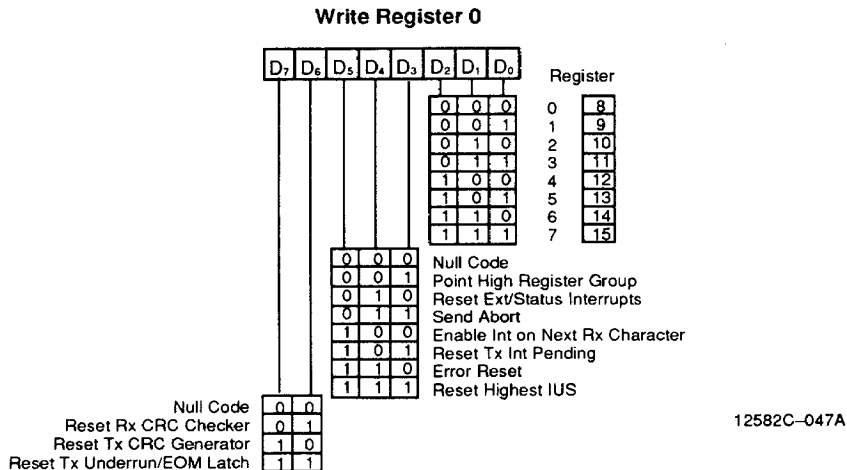 Write Register 0
D₇ D₆ D₅ D₄ D₃ D₂ D₁ D₀
Register
0 0 0 0 8
0 0 1 1 9
0 1 0 2 10
0 1 1 3 11
1 0 0 4 12
1 0 1 5 13
1 1 0 6 14
1 1 1 7 15
0 0 0 Null Code
0 0 1 Point High Register Group
0 1 0 Reset Ext/Status Interrupts
0 1 1 Send Abort
1 0 0 Enable Int on Next Rx Character
1 0 1 Reset Tx Int Pending
1 1 0 Error Reset
1 1 1 Reset Highest IUS
Null Code 0 0
Reset Rx CRC Checker 0 1
Reset Tx CRC Generator 1 0
Reset Tx Underrun/EOM Latch 1 1
12582C–047A